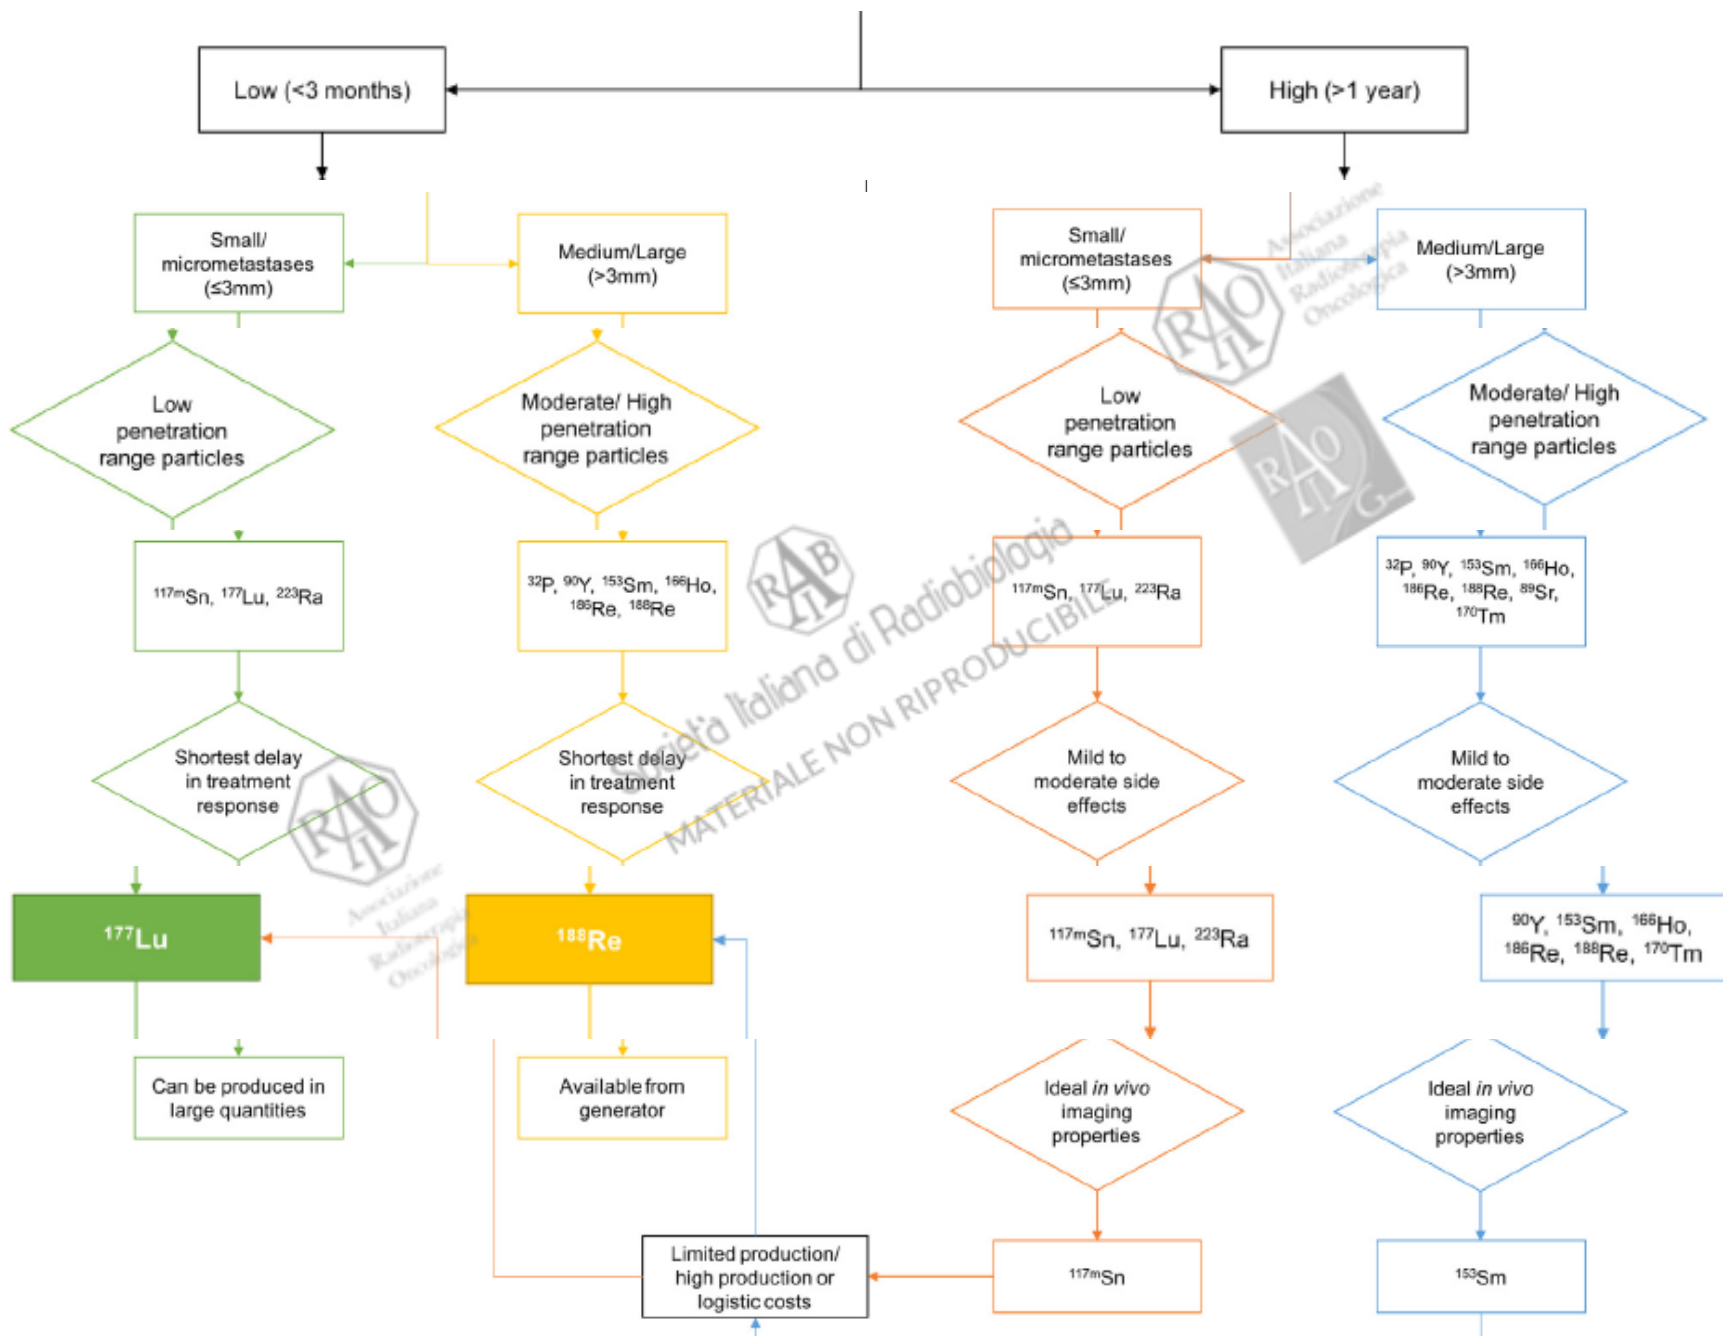 Low (<3 months)
High (>1 year)
Small/
micrometastases
(≤3mm)
Medium/Large
(>3mm)
Small/
micrometastases
(≤3mm)
Medium/Large
(>3mm)
Associazione
Italiana
Radioterapia
Oncologica
Low
penetration
range particles
Moderate/ High
penetration
range particles
Low
penetration
range particles
Moderate/ High
penetration
range particles
¹¹⁷ᵐSn, ¹⁷⁷Lu, ²²³Ra
³²P, ⁹⁰Y, ¹⁵³Sm, ¹⁶⁶Ho,
¹⁸⁶Re, ¹⁸⁸Re
¹¹⁷ᵐSn, ¹⁷⁷Lu, ²²³Ra
³²P, ⁹⁰Y, ¹⁵³Sm, ¹⁶⁶Ho,
¹⁸⁶Re, ¹⁸⁸Re, ⁸⁹Sr,
¹⁷⁰Tm
Società Italiana di Radiobiologia
MATERIALE NON RIPRODUCIBILE
Shortest delay
in treatment
response
Shortest delay
in treatment
response
Mild to
moderate side
effects
Mild to
moderate side
effects
Associazione
Italiana
Radioterapia
Oncologica
¹⁷⁷Lu
¹⁸⁸Re
¹¹⁷ᵐSn, ¹⁷⁷Lu, ²²³Ra
⁹⁰Y, ¹⁵³Sm, ¹⁶⁶Ho,
¹⁸⁶Re, ¹⁸⁸Re, ¹⁷⁰Tm
Can be produced in
large quantities
Available from
generator
Ideal in vivo
imaging
properties
Ideal in vivo
imaging
properties
Limited production/
high production or
logistic costs
¹¹⁷ᵐSn
¹⁵³Sm